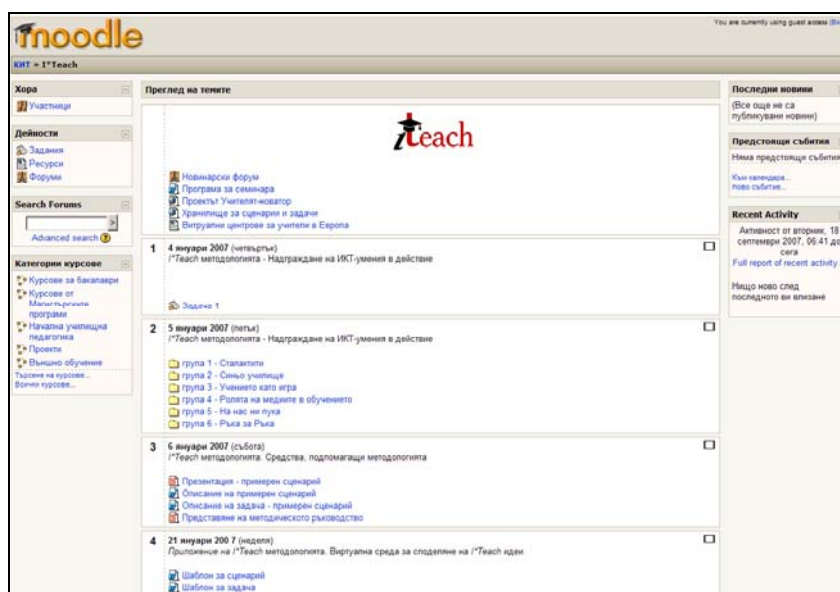 moodle
You are currently using guest access
КИТ » I*Teach
Хора
Участници
Дейности
Задания
Ресурси
Форуми
Search Forums
Advanced search
Категории курсове
Курсове за бакалаври
Курсове от
Магистърските
програми
Начална училищна
педагогика
Проекти
Външно обучение
Търсене на курсове...
Всички курсове...
Преглед на темите
iTeach
Новинарски форум
Програма за семинара
Проектът Учителят-новатор
Хранилище за сценарии и задачи
Витруални центрове за учители в Европа
1 4 януари 2007 (четвъртък)
I*Teach методологията - Надграждане на ИКТ-умения в действие
Задача 1
2 5 януари 2007 (петък)
I*Teach методологията - Надграждане на ИКТ-умения в действие
група 1 - Сталактити
група 2 - Синьо училище
група 3 - Учението като игра
група 4 - Ролята на медиите в обучението
група 5 - На нас ни пука
група 6 - Ръка за Ръка
3 6 януари 2007 (събота)
I*Teach методологията. Средства, подпомагащи методологията
Презентация - примерен сценарий
Описание на примерен сценарий
Описание на задача - примерен сценарий
Представяне на методическото ръководство
4 21 януари 200 7 (неделя)
Приложение на I*Teach методологията. Виртуална среда за споделяне на I*Teach идеи
Шаблон за сценарий
Шаблон за задача
Последни новини
(Все още не са
публикувани новини)
Предстоящи събития
Няма предстоящи събития
Към календара...
Ново събитие...
Recent Activity
Активност от вторник, 18
септември 2007, 06:41 до
сега
Full report of recent activity
Нищо ново след
последното ви влизане